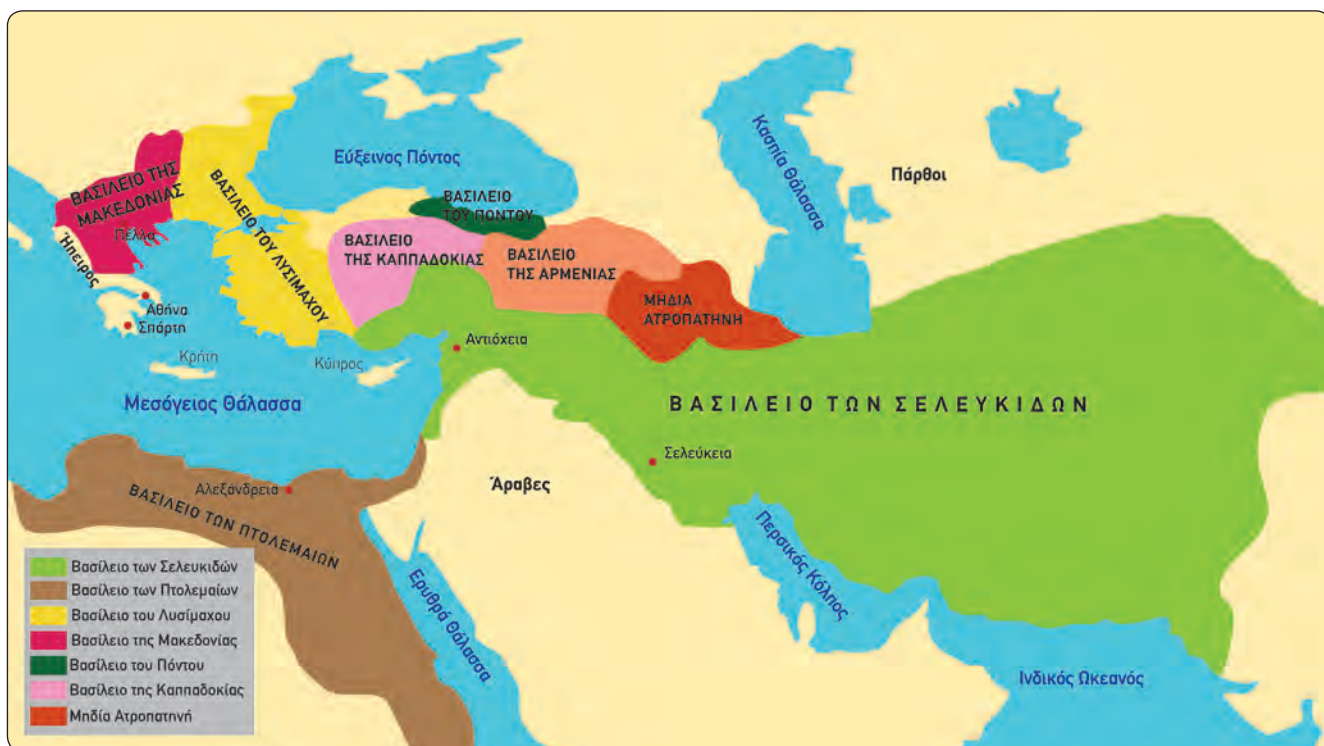 Εύξεινος Πόντος
Κασπία Θάλασσα
Πάρθοι
ΒΑΣΙΛΕΙΟ ΤΗΣ
ΜΑΚΕΔΟΝΙΑΣ
Πέλλα
Ήπειρος
ΒΑΣΙΛΕΙΟ ΤΟΥ ΛΥΣΙΜΑΧΟΥ
ΒΑΣΙΛΕΙΟ
ΤΟΥ ΠΟΝΤΟΥ
ΒΑΣΙΛΕΙΟ
ΤΗΣ ΚΑΠΠΑΔΟΚΙΑΣ
ΒΑΣΙΛΕΙΟ
ΤΗΣ ΑΡΜΕΝΙΑΣ
ΜΗΔΙΑ
ΑΤΡΟΠΑΤΗΝΗ
Αθήνα
Σπάρτη
Κρήτη
Κύπρος
Αντιόχεια
Μεσόγειος Θάλασσα
ΒΑΣΙΛΕΙΟ ΤΩΝ ΣΕΛΕΥΚΙΔΩΝ
Σελεύκεια
Άραβες
Αλεξάνδρεια
ΒΑΣΙΛΕΙΟ ΤΩΝ ΠΤΟΛΕΜΑΙΩΝ
Ερυθρά Θάλασσα
Περσικός Κόλπος
Ινδικός Ωκεανός
Βασίλειο των Σελευκιδών
Βασίλειο των Πτολεμαίων
Βασίλειο του Λυσίμαχου
Βασίλειο της Μακεδονίας
Βασίλειο του Πόντου
Βασίλειο της Καππαδοκίας
Μηδία Ατροπατηνή